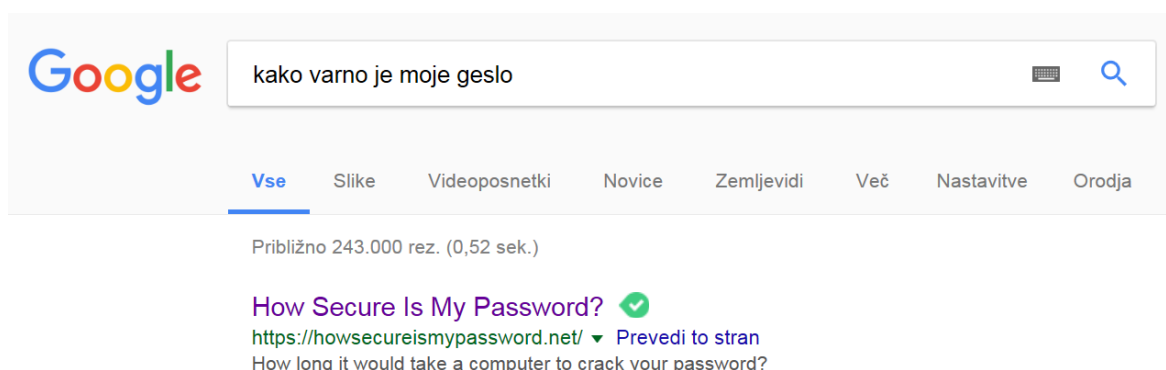 Google
kako varno je moje geslo
Vse Slike Videoposnetki Novice Zemljevidi Več Nastavitve Orodja
Približno 243.000 rez. (0,52 sek.)
How Secure Is My Password?
https://howsecureismypassword.net/ Prevedi to stran
How long it would take a computer to crack your password?